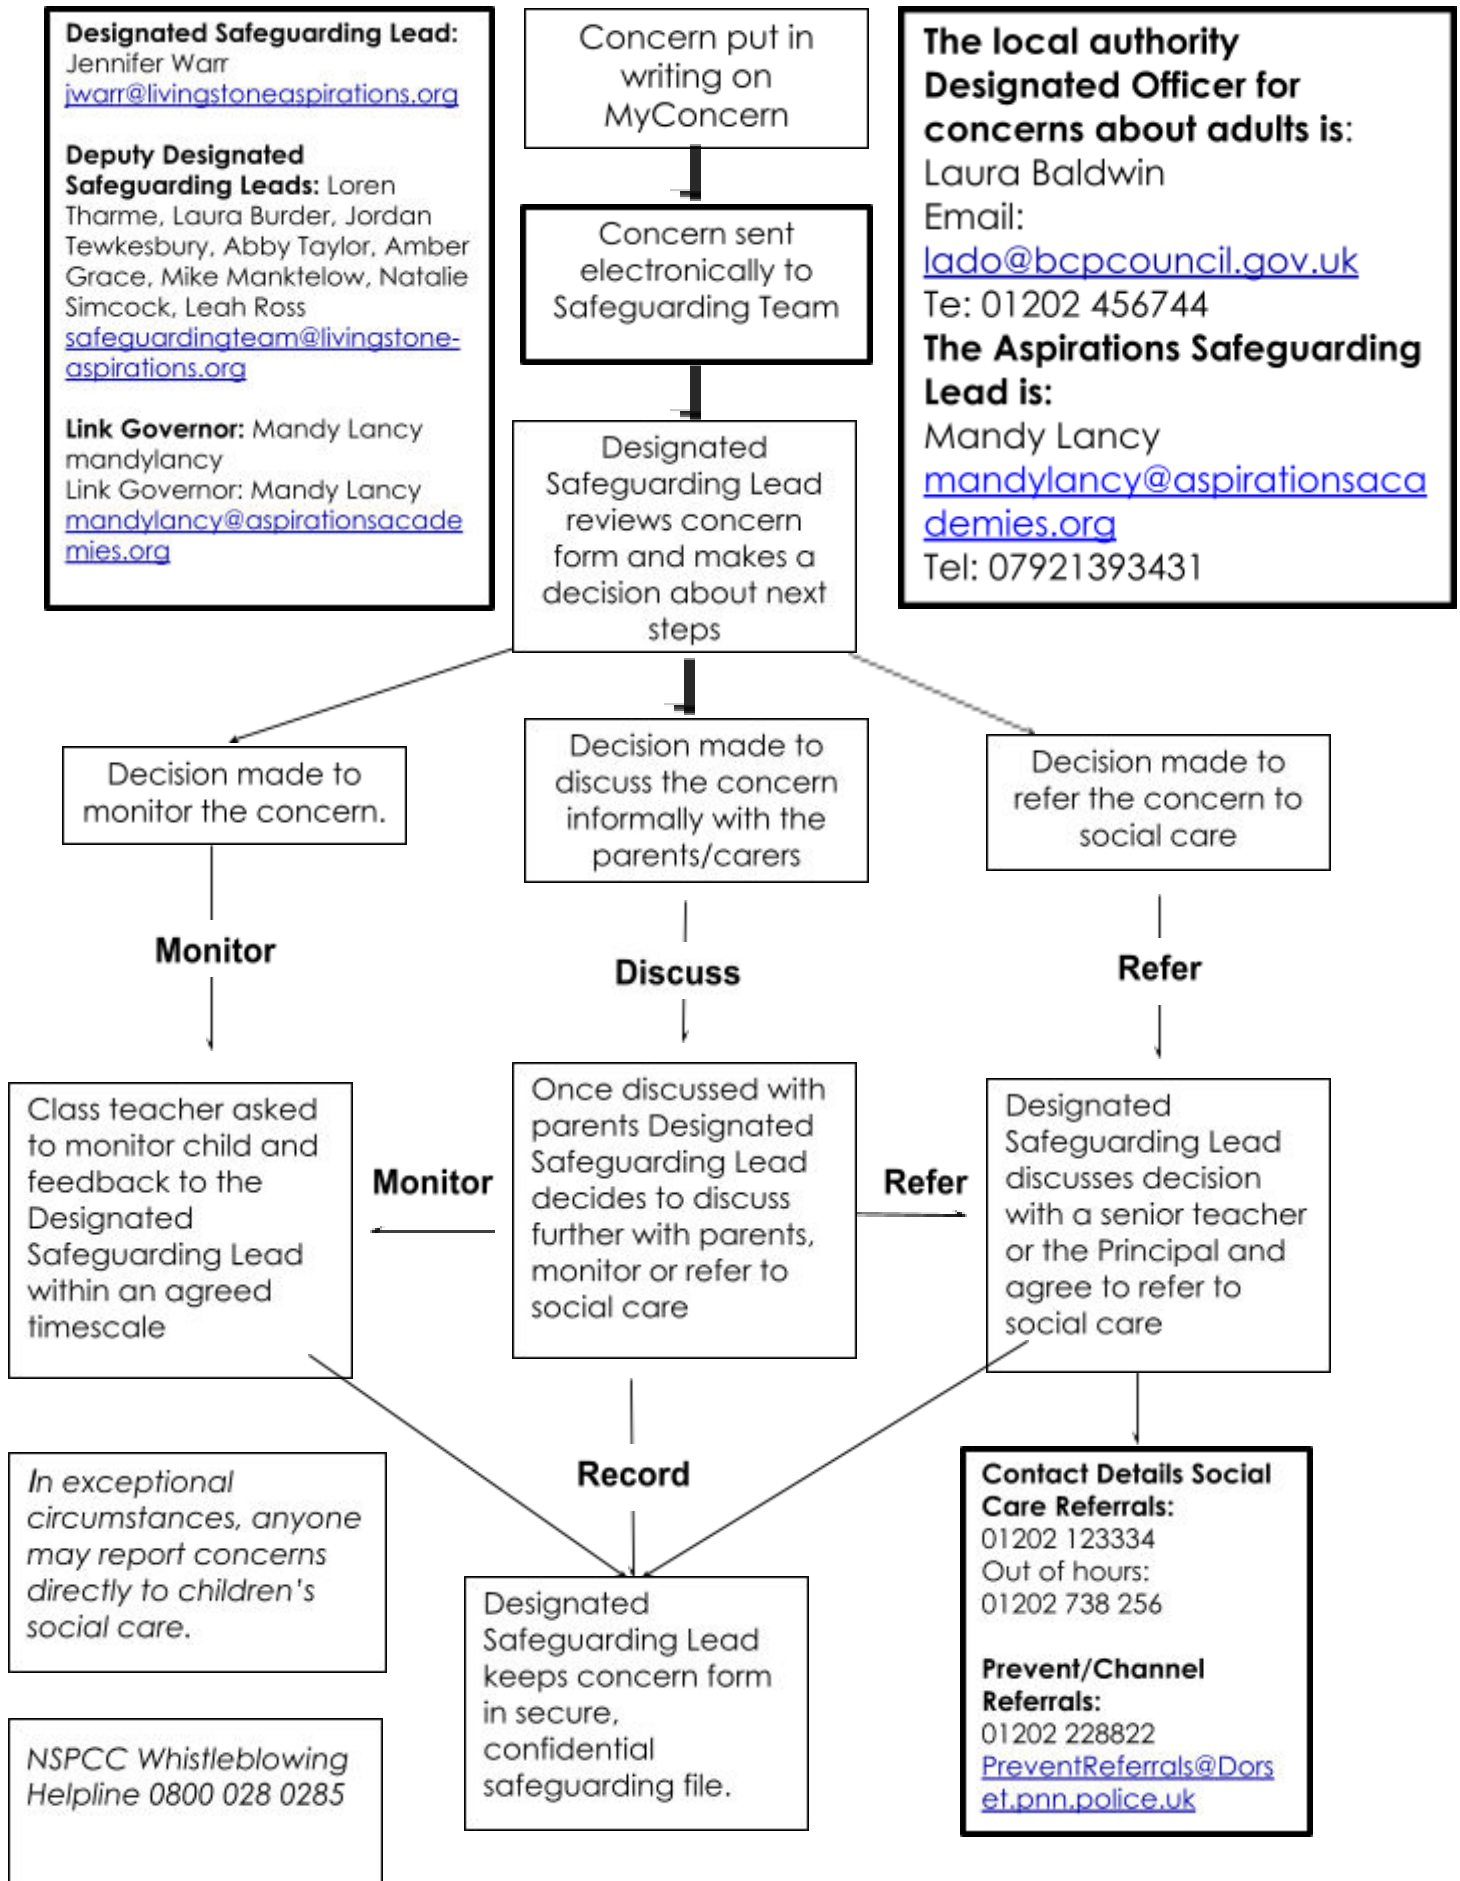 Designated Safeguarding Lead:
Jennifer Warr
jwarr@livingstoneaspirations.org
Deputy Designated
Safeguarding Leads: Loren
Tharme, Laura Burder, Jordan
Tewkesbury, Abby Taylor, Amber
Grace, Mike Manktelow, Natalie
Simcock, Leah Ross
safeguardingteam@livingstone-
aspirations.org
Link Governor: Mandy Lancy
mandylancy
Link Governor: Mandy Lancy
mandylancy@aspirationsacade
mies.org
Concern put in
writing on
MyConcern
Concern sent
electronically to
Safeguarding Team
Designated
Safeguarding Lead
reviews concern
form and makes a
decision about next
steps
The local authority
Designated Officer for
concerns about adults is:
Laura Baldwin
Email:
lado@bcpcouncil.gov.uk
Te: 01202 456744
The Aspirations Safeguarding
Lead is:
Mandy Lancy
mandylancy@aspirationsaca
demies.org
Tel: 07921393431
Decision made to
monitor the concern.
Decision made to
discuss the concern
informally with the
parents/carers
Decision made to
refer the concern to
social care
Monitor
Discuss
Refer
Class teacher asked
to monitor child and
feedback to the
Designated
Safeguarding Lead
within an agreed
timescale
Monitor
Once discussed with
parents Designated
Safeguarding Lead
decides to discuss
further with parents,
monitor or refer to
social care
Refer
Designated
Safeguarding Lead
discusses decision
with a senior teacher
or the Principal and
agree to refer to
social care
In exceptional
circumstances, anyone
may report concerns
directly to children's
social care.
Record
Contact Details Social
Care Referrals:
01202 123334
Out of hours:
01202 738 256
Prevent/Channel
Referrals:
01202 228822
PreventReferrals@Dors
et.pnn.police.uk
Designated
Safeguarding Lead
keeps concern form
in secure,
confidential
safeguarding file.
NSPCC Whistleblowing
Helpline 0800 028 0285